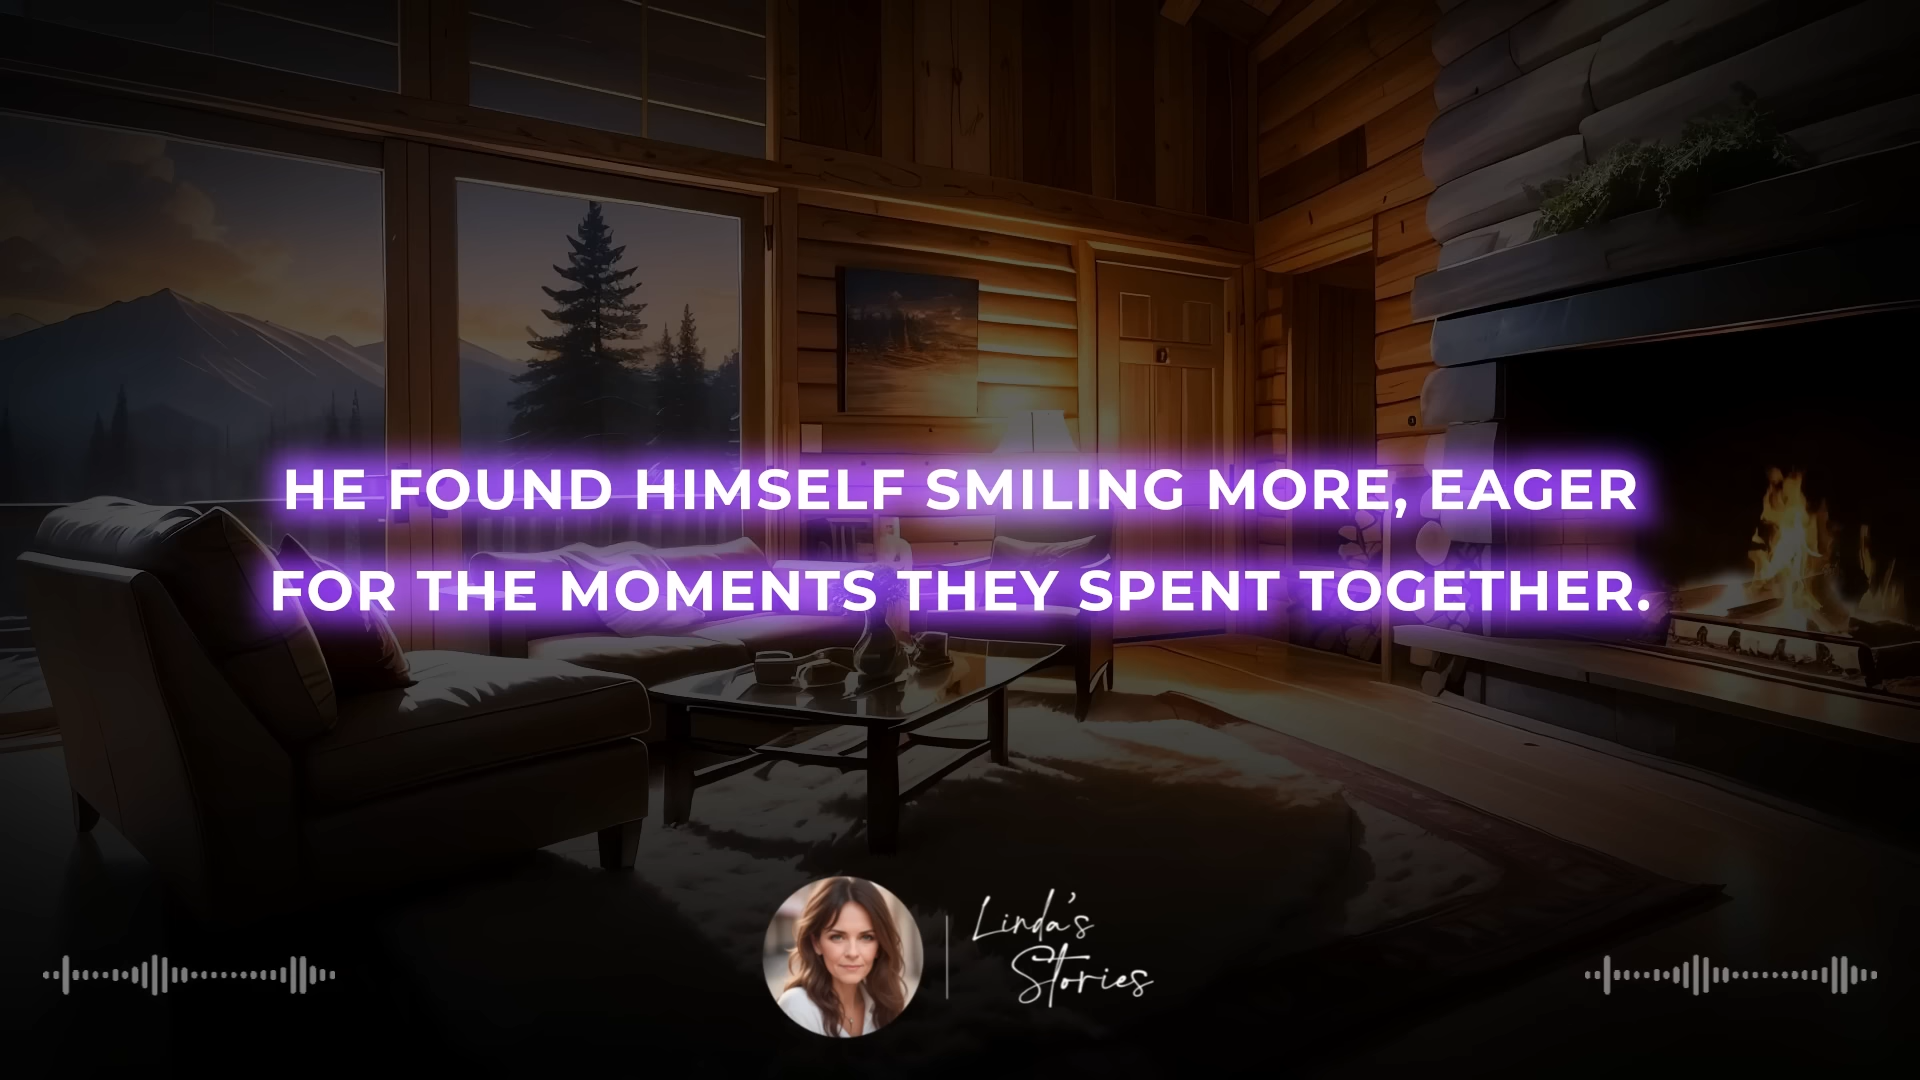 HE FOUND HIMSELF SMILING MORE, EAGER
FOR THE MOMENTS THEY SPENT TOGETHER.
Linda's
Stories